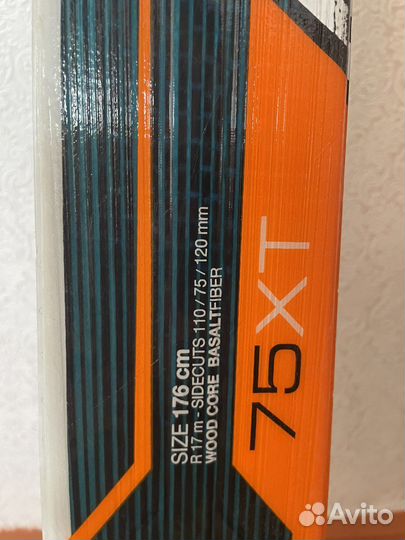 SIZE 176 cm
R 17 m - SIDECUTS 110 / 75 / 120 mm
WOOD CORE BASALTFIBER
75XT
Avito